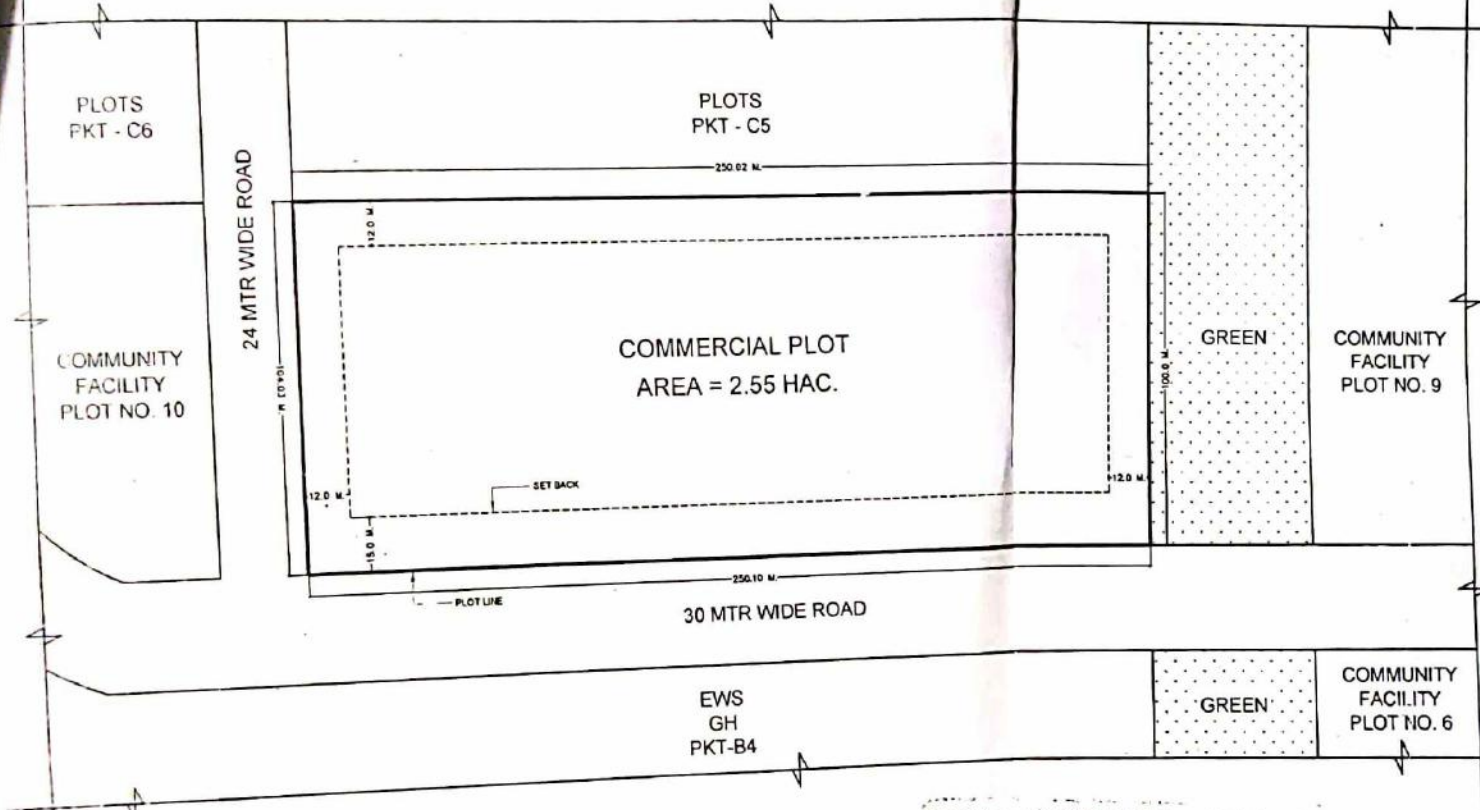 PLOTS
PKT - C6
PLOTS
PKT - C5
250.02 M.
24 MTR WIDE ROAD
12.0 M.
COMMERCIAL PLOT
AREA = 2.55 HAC.
GREEN
COMMUNITY
FACILITY
PLOT NO. 9
COMMUNITY
FACILITY
PLOT NO. 10
104.03 M.
100.0 M.
12.0 M.
SET BACK
12.0 M.
15.0 M.
250.10 M.
PLOT LINE
30 MTR WIDE ROAD
EWS
GH
PKT-B4
GREEN
COMMUNITY
FACILITY
PLOT NO. 6